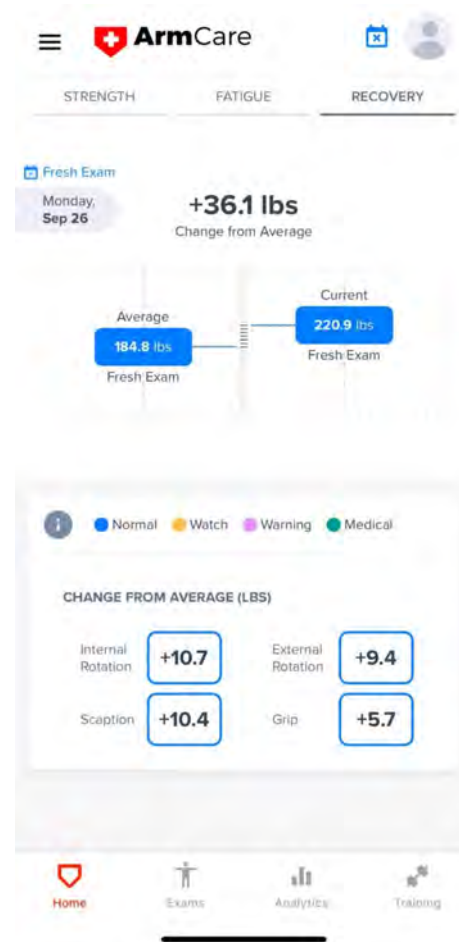 ArmCare
STRENGTH FATIGUE RECOVERY
Fresh Exam
Monday,
Sep 26
+36.1 lbs
Change from Average
Current
220.9 lbs
Fresh Exam
Average
184.8 lbs
Fresh Exam
Normal Watch Warning Medical
CHANGE FROM AVERAGE (LBS)
Internal
Rotation
+10.7
External
Rotation
+9.4
Scaption
+10.4
Grip
+5.7
Home Exams Analytics Training